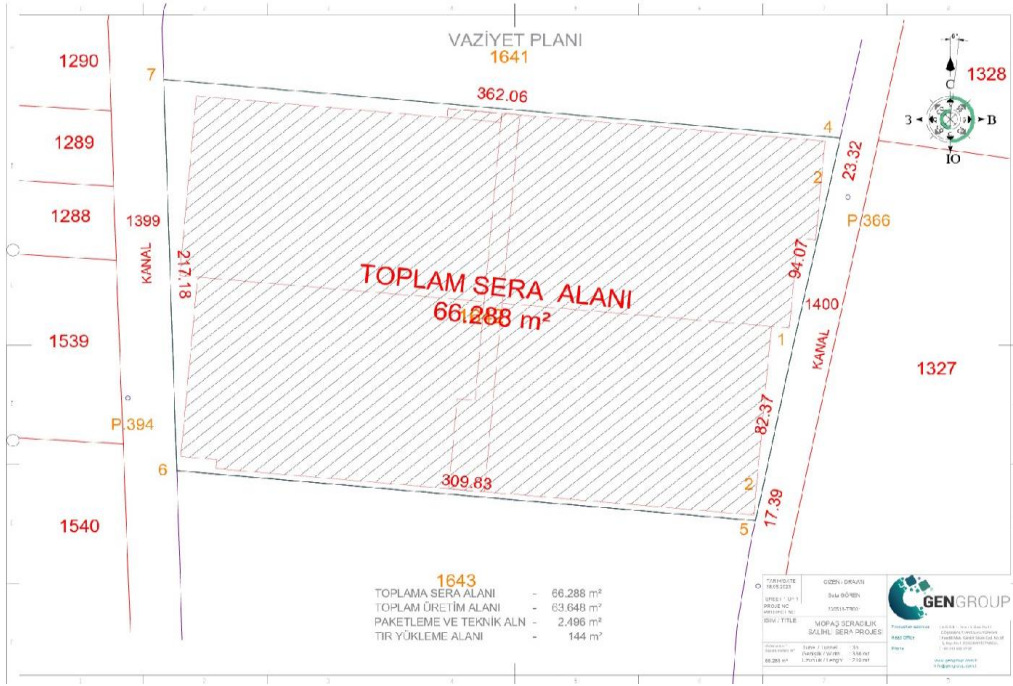 VAZİYET PLANI
1641
1290
7
362.06
1328
C
3
B
IO
4
23.32
2
1289
1288
1399
P.366
KANAL
217.18
94.07
TOPLAM SERA ALANI
66.288 m²
1400
1539
1
KANAL
1327
P.394
82.37
6
309.83
2
17.39
5
1540
1643
TOPLAMA SERA ALANI - 66.288 m²
TOPLAM ÜRETİM ALANI - 63.648 m²
PAKETLEME VE TEKNİK ALN - 2.496 m²
TIR YÜKLEME ALANI - 144 m²
MOPAŞ SERACILIK
SALİHLİ SERA PROJESİ
GENGROUP